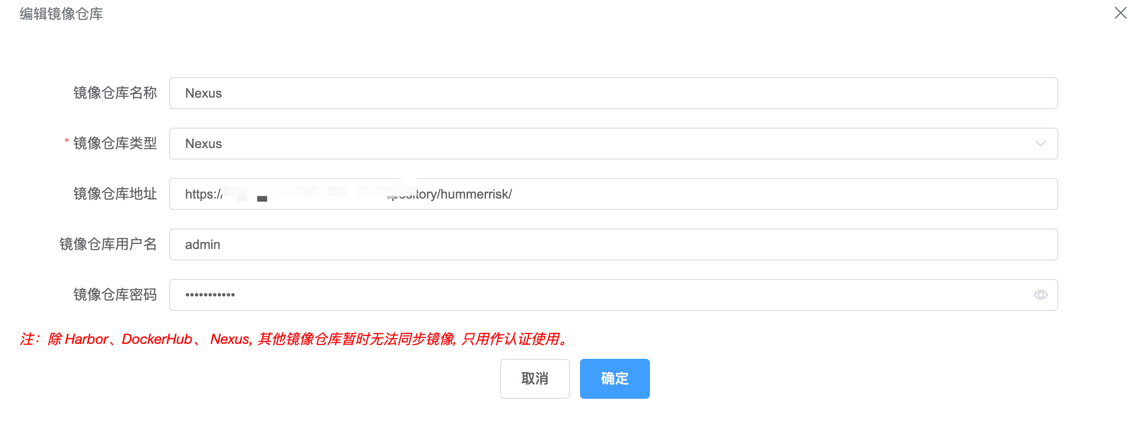 编辑镜像仓库
镜像仓库名称 Nexus
* 镜像仓库类型 Nexus
镜像仓库地址 https:/ ository/hummerrisk/
镜像仓库用户名 admin
镜像仓库密码 •••••••••••
注：除 Harbor、DockerHub、 Nexus, 其他镜像仓库暂时无法同步镜像, 只用作认证使用。
取消 确定